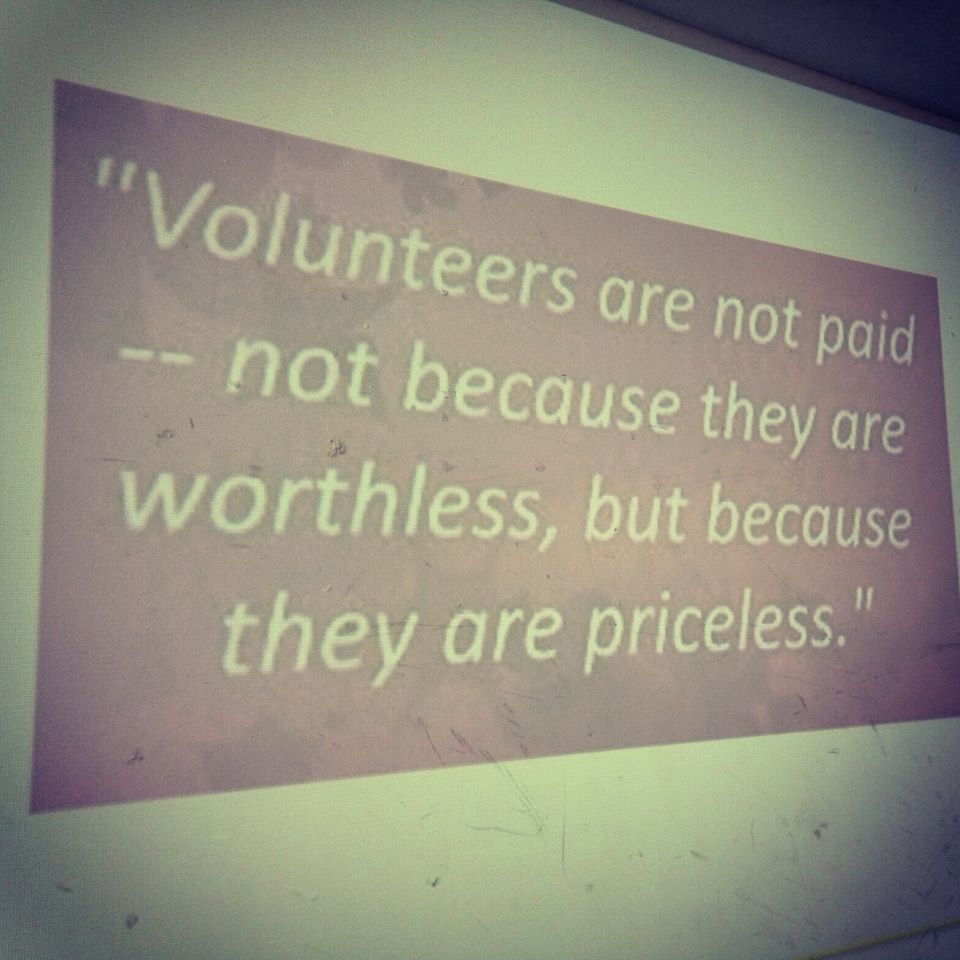 "Volunteers are not paid
-- not because they are
worthless, but because
they are priceless."